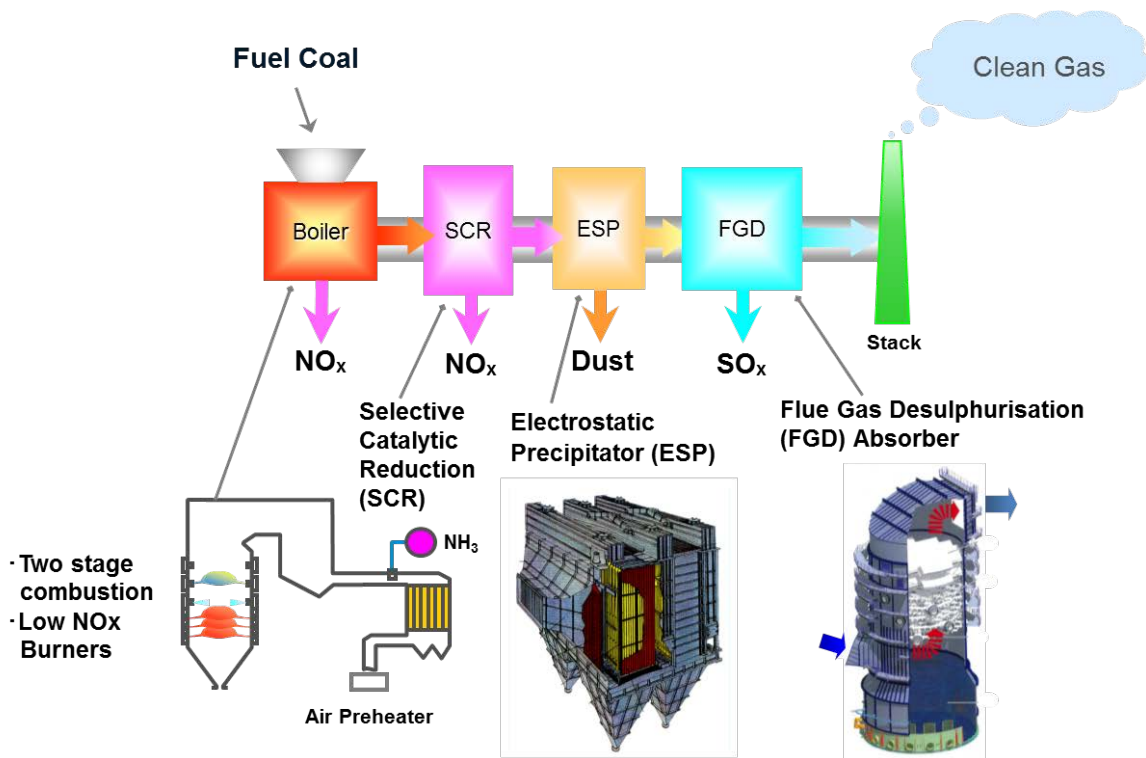 Fuel Coal
Clean Gas
Boiler
SCR
ESP
FGD
Stack
NOₓ
NOₓ
Dust
SOₓ
Selective
Catalytic
Reduction
(SCR)
Electrostatic
Precipitator (ESP)
Flue Gas Desulphurisation
(FGD) Absorber
NH₃
· Two stage
combustion
· Low NOx
Burners
Air Preheater